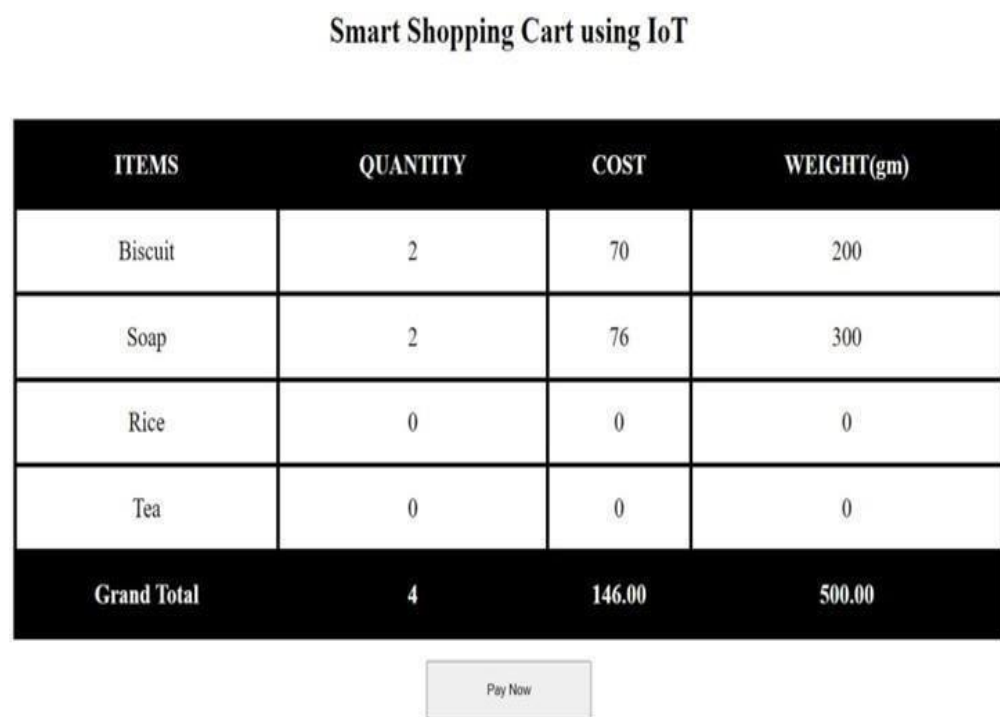 Smart Shopping Cart using IoT
ITEMS QUANTITY COST WEIGHT(gm)
Biscuit 2 70 200
Soap 2 76 300
Rice 0 0 0
Tea 0 0 0
Grand Total 4 146.00 500.00
Pay Now